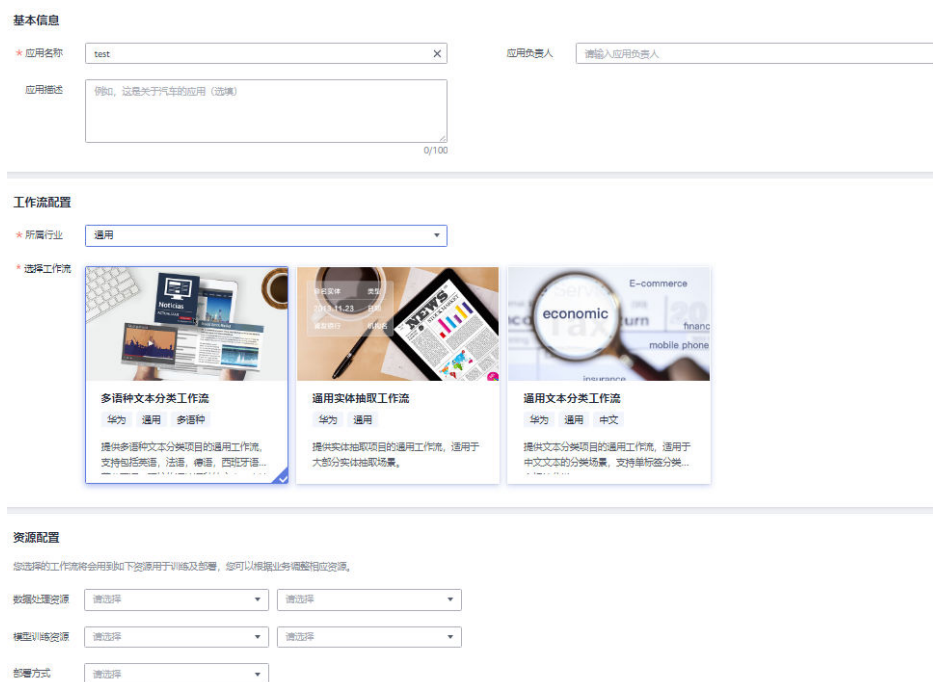 基本信息
* 应用名称 test ×
应用负责人 请输入应用负责人
应用描述 例如，这是关于汽车的应用（选填）
0/100
工作流配置
* 所属行业 通用
* 选择工作流
Noticias
NEWS
STOCK MARKET
类型
E-commerce
economic
Tax
turn
20
financ
mobile phone
insurance
多语种文本分类工作流
华为 通用 多语种
提供多语种文本分类项目的通用工作流，
支持包括英语，法语，德语，西班牙语...
通用实体抽取工作流
华为 通用
提供实体抽取项目的通用工作流，适用于
大部分实体抽取场景。
通用文本分类工作流
华为 通用 中文
提供文本分类项目的通用工作流，适用于
中文文本的分类场景，支持单标签分类...
资源配置
您选择的工作流将会用到如下资源用于训练及部署，您可以根据业务调整相应资源。
数据处理资源 请选择 请选择
模型训练资源 请选择 请选择
部署方式 请选择